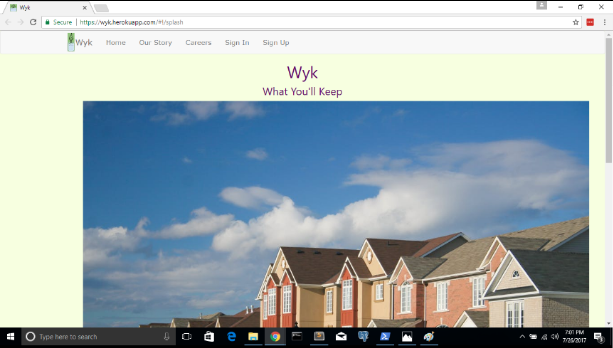 Wyk
Secure | https://wyk.herokuapp.com/#!/splash
Wyk Home Our Story Careers Sign In Sign Up
Wyk
What You'll Keep
Type here to search
7:01 PM
7/26/2017